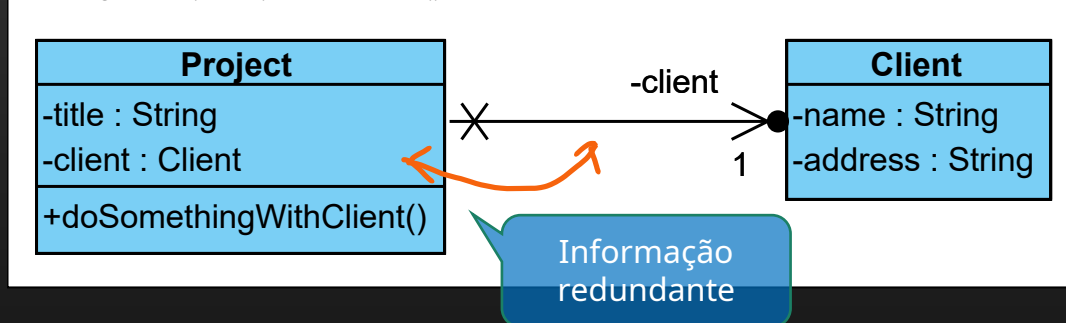 Project
-title : String
-client : Client
+doSomethingWithClient()
-client
1
Client
-name : String
-address : String
Informação
redundante